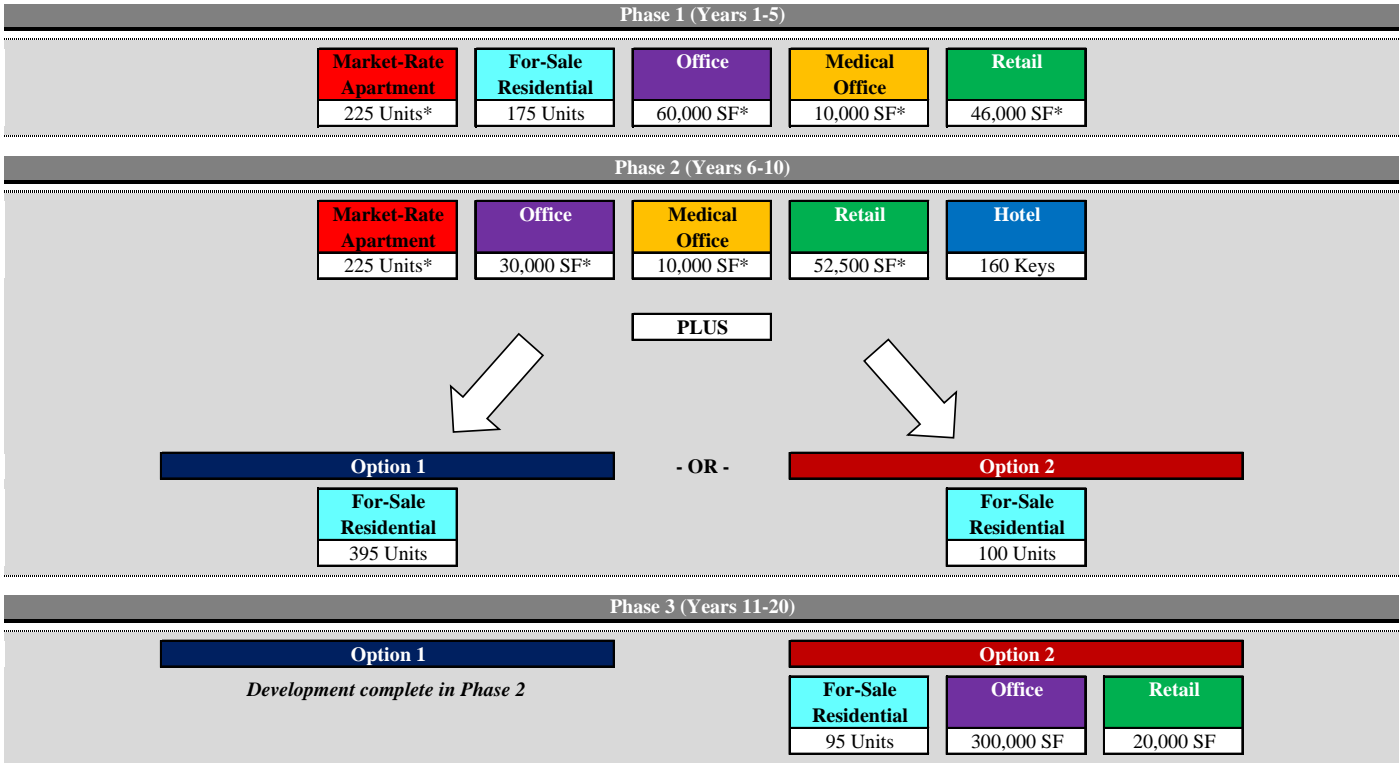 Phase 1 (Years 1-5)
Market-Rate
Apartment
225 Units*
For-Sale
Residential
175 Units
Office
60,000 SF*
Medical
Office
10,000 SF*
Retail
46,000 SF*
Phase 2 (Years 6-10)
Market-Rate
Apartment
225 Units*
Office
30,000 SF*
Medical
Office
10,000 SF*
Retail
52,500 SF*
Hotel
160 Keys
PLUS
Option 1
- OR -
Option 2
For-Sale
Residential
395 Units
For-Sale
Residential
100 Units
Phase 3 (Years 11-20)
Option 1
Development complete in Phase 2
Option 2
For-Sale
Residential
95 Units
Office
300,000 SF
Retail
20,000 SF